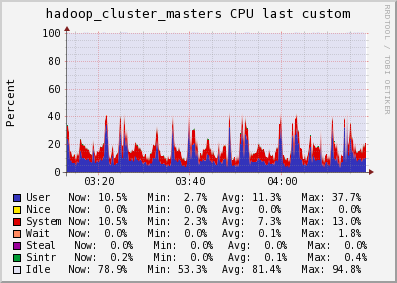 hadoop_cluster_masters CPU last custom
RRDTOOL / TOBI OETIKER
Percent
100
80
60
40
20
0
03:20 03:40 04:00
User Now: 10.5% Min: 2.7% Avg: 11.3% Max: 37.7%
Nice Now: 0.0% Min: 0.0% Avg: 0.0% Max: 0.0%
System Now: 10.5% Min: 2.3% Avg: 7.3% Max: 13.0%
Wait Now: 0.0% Min: 0.0% Avg: 0.1% Max: 1.8%
Steal Now: 0.0% Min: 0.0% Avg: 0.0% Max: 0.0%
Sintr Now: 0.2% Min: 0.0% Avg: 0.1% Max: 0.4%
Idle Now: 78.9% Min: 53.3% Avg: 81.4% Max: 94.8%